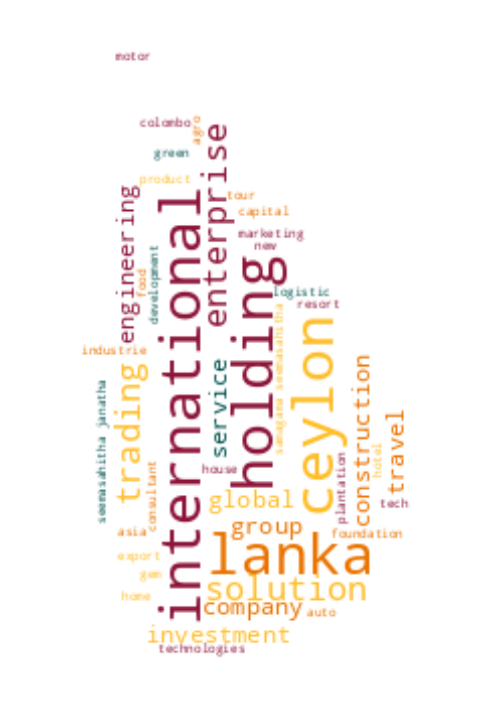 motor
colombo
agro
enterprise
green
product
engineering
international
tour
capital
marketing
new
holding
development
food
logistic
resort
samagama seemasahitha
ceylon
industrie
service
trading
construction
seemasahitha janatha
travel
hotel
plantation
consultant
house
global
tech
group
asia
foundation
lanka
export
gem
solution
home
company
auto
investment
technologies